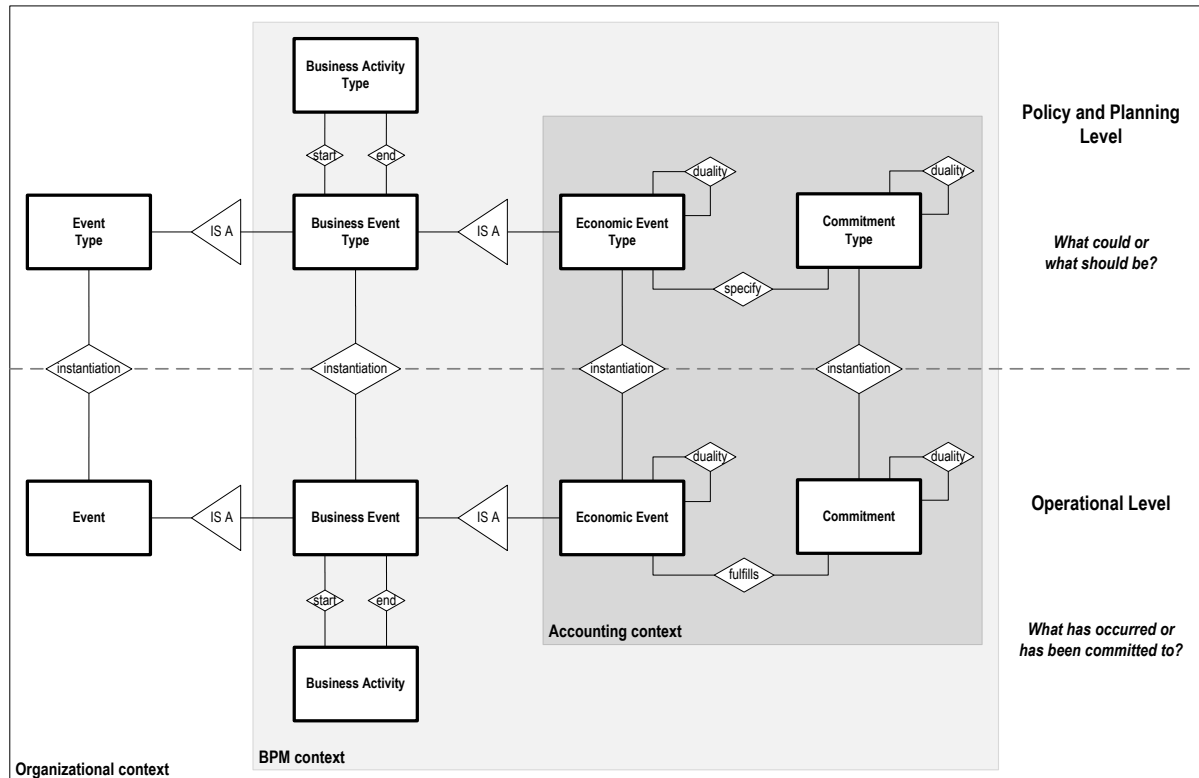 Business Activity
Type
Policy and Planning
Level
start
end
duality
duality
Event
Type
IS A
Business Event
Type
IS A
Economic Event
Type
Commitment
Type
What could or
what should be?
specify
instantiation
instantiation
instantiation
instantiation
duality
duality
Event
IS A
Business Event
IS A
Economic Event
Commitment
Operational Level
fulfills
start
end
Accounting context
What has occurred or
has been committed to?
Business Activity
BPM context
Organizational context